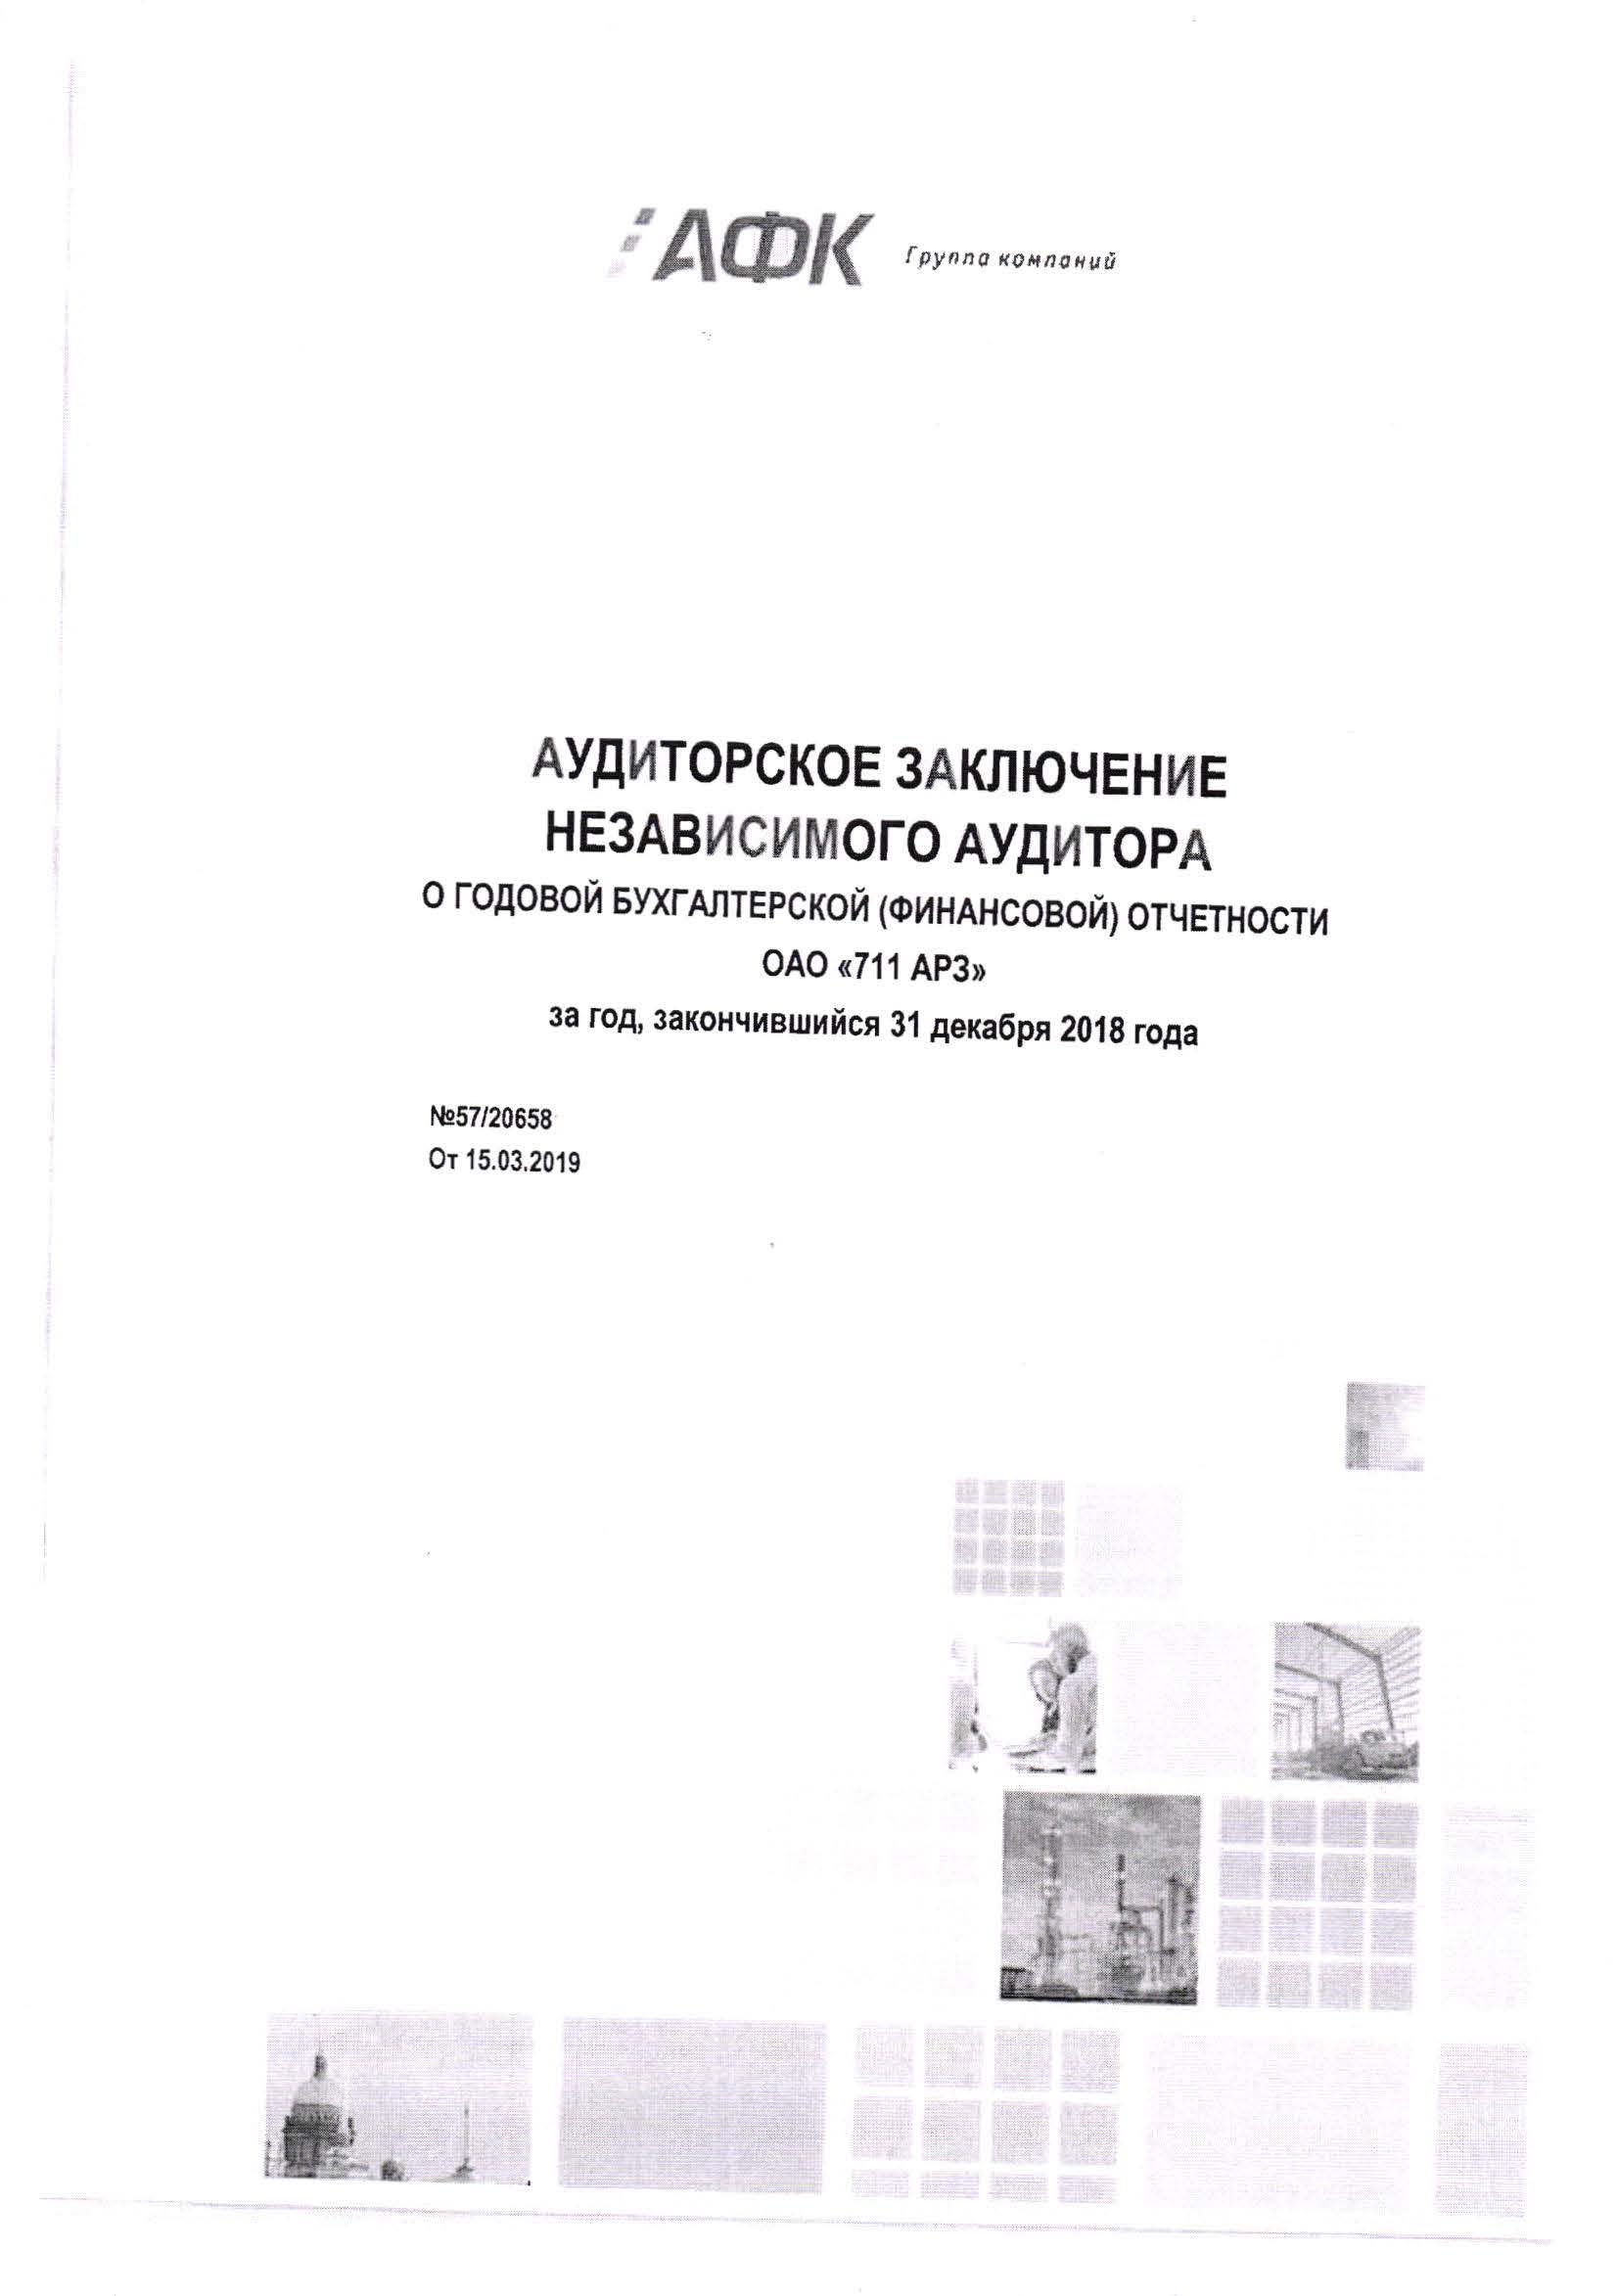 АФК Группа компаний
АУДИТОРСКОЕ ЗАКЛЮЧЕНИЕ
НЕЗАВИСИМОГО АУДИТОРА
О ГОДОВОЙ БУХГАЛТЕРСКОЙ (ФИНАНСОВОЙ) ОТЧЕТНОСТИ
ОАО «711 АРЗ»
за год, закончившийся 31 декабря 2018 года
№57/20658
От 15.03.2019